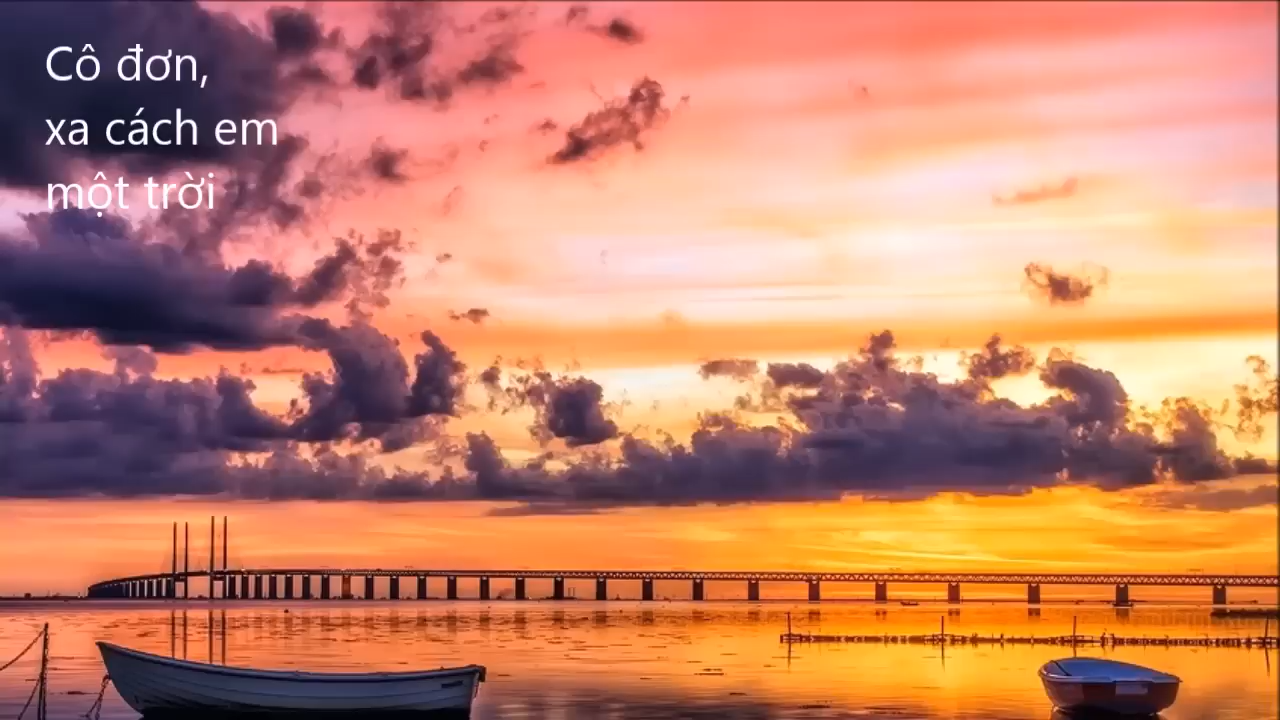 Cô đơn,
xa cách em
một trời